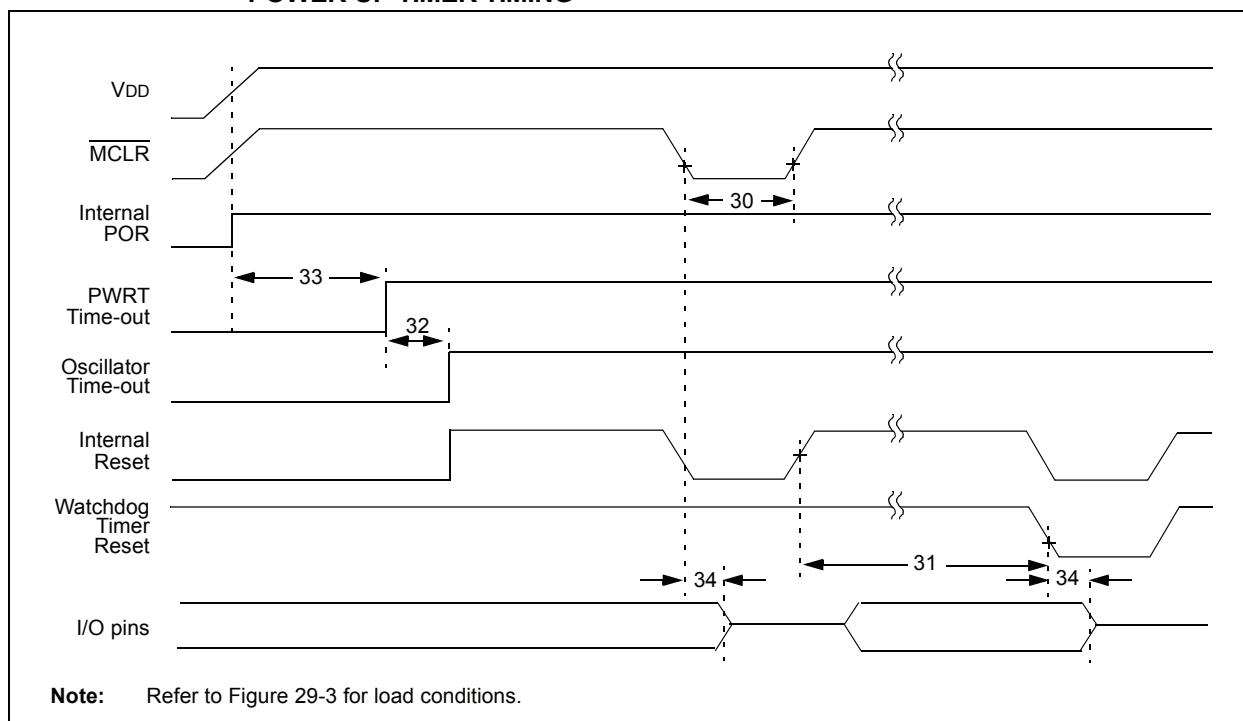 POWER-UP TIMER TIMING
VDD
MCLR
Internal
POR
PWRT
Time-out
Oscillator
Time-out
Internal
Reset
Watchdog
Timer
Reset
I/O pins
30
33
32
31
34
34
Note: Refer to Figure 29-3 for load conditions.